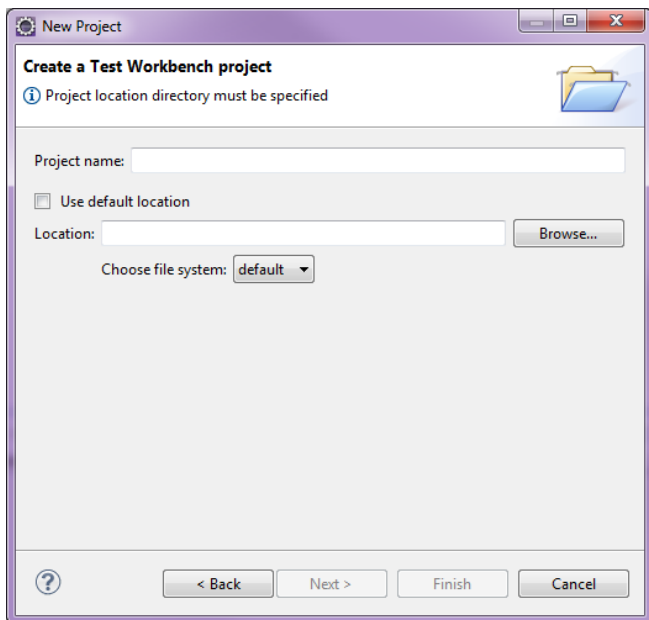 New Project
Create a Test Workbench project
Project location directory must be specified
Project name:
Use default location
Location: Browse...
Choose file system: default
< Back Next > Finish Cancel